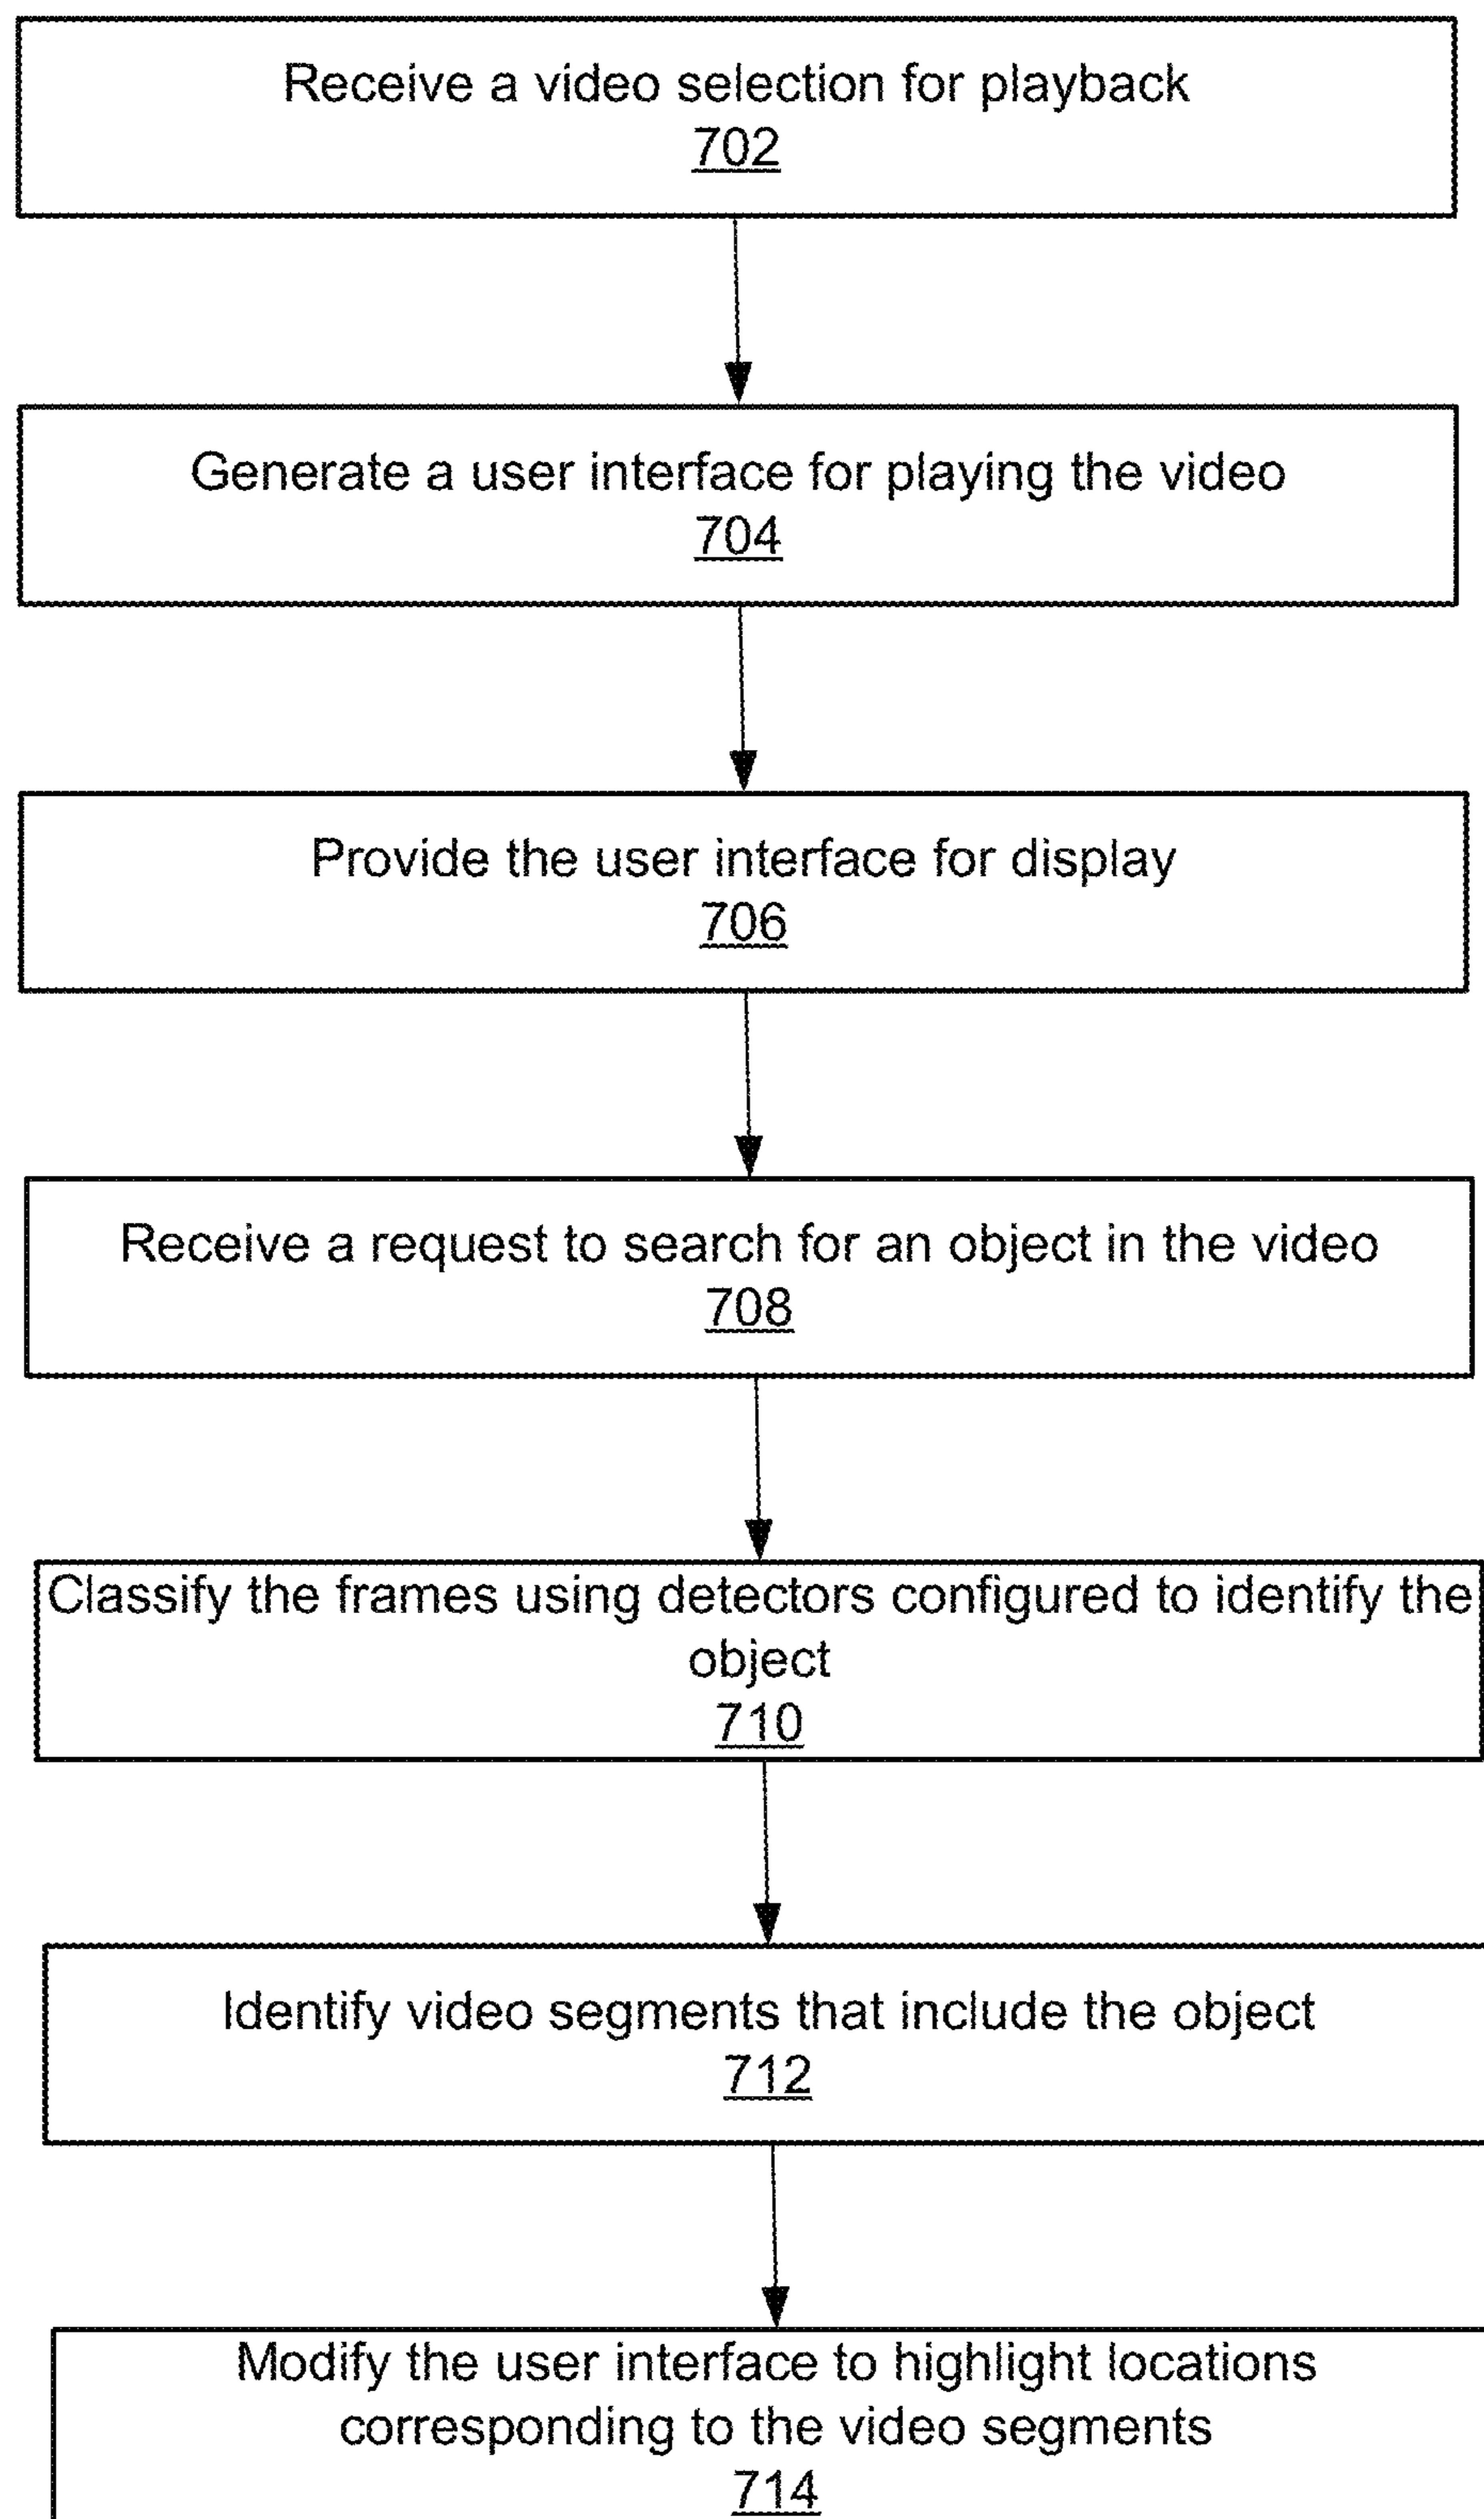 Receive a video selection for playback
702
Generate a user interface for playing the video
704
Provide the user interface for display
706
Receive a request to search for an object in the video
708
Classify the frames using detectors configured to identify the
object
710
Identify video segments that include the object
712
Modify the user interface to highlight locations
corresponding to the video segments
714